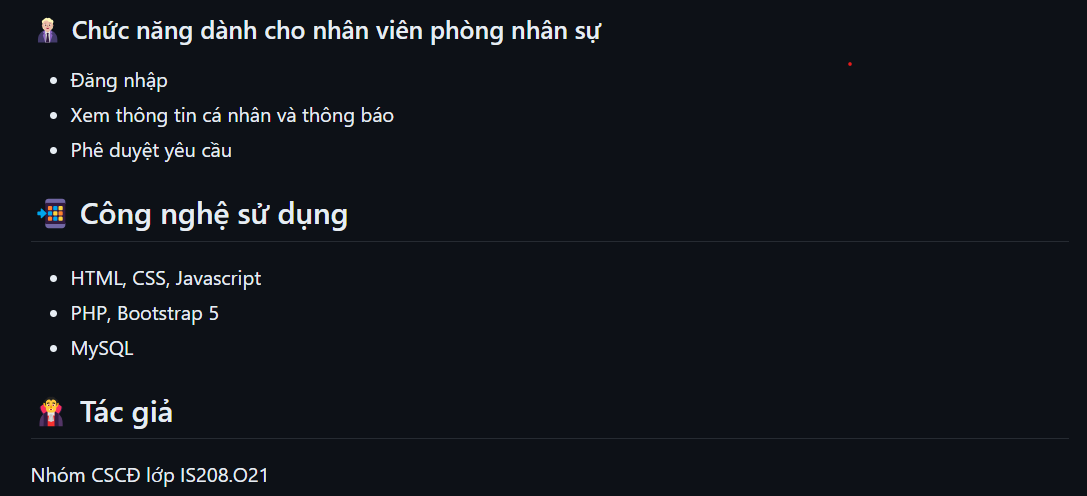 Chức năng dành cho nhân viên phòng nhân sự
Đăng nhập
Xem thông tin cá nhân và thông báo
Phê duyệt yêu cầu
Công nghệ sử dụng
HTML, CSS, Javascript
PHP, Bootstrap 5
MySQL
Tác giả
Nhóm CSCĐ lớp IS208.O21